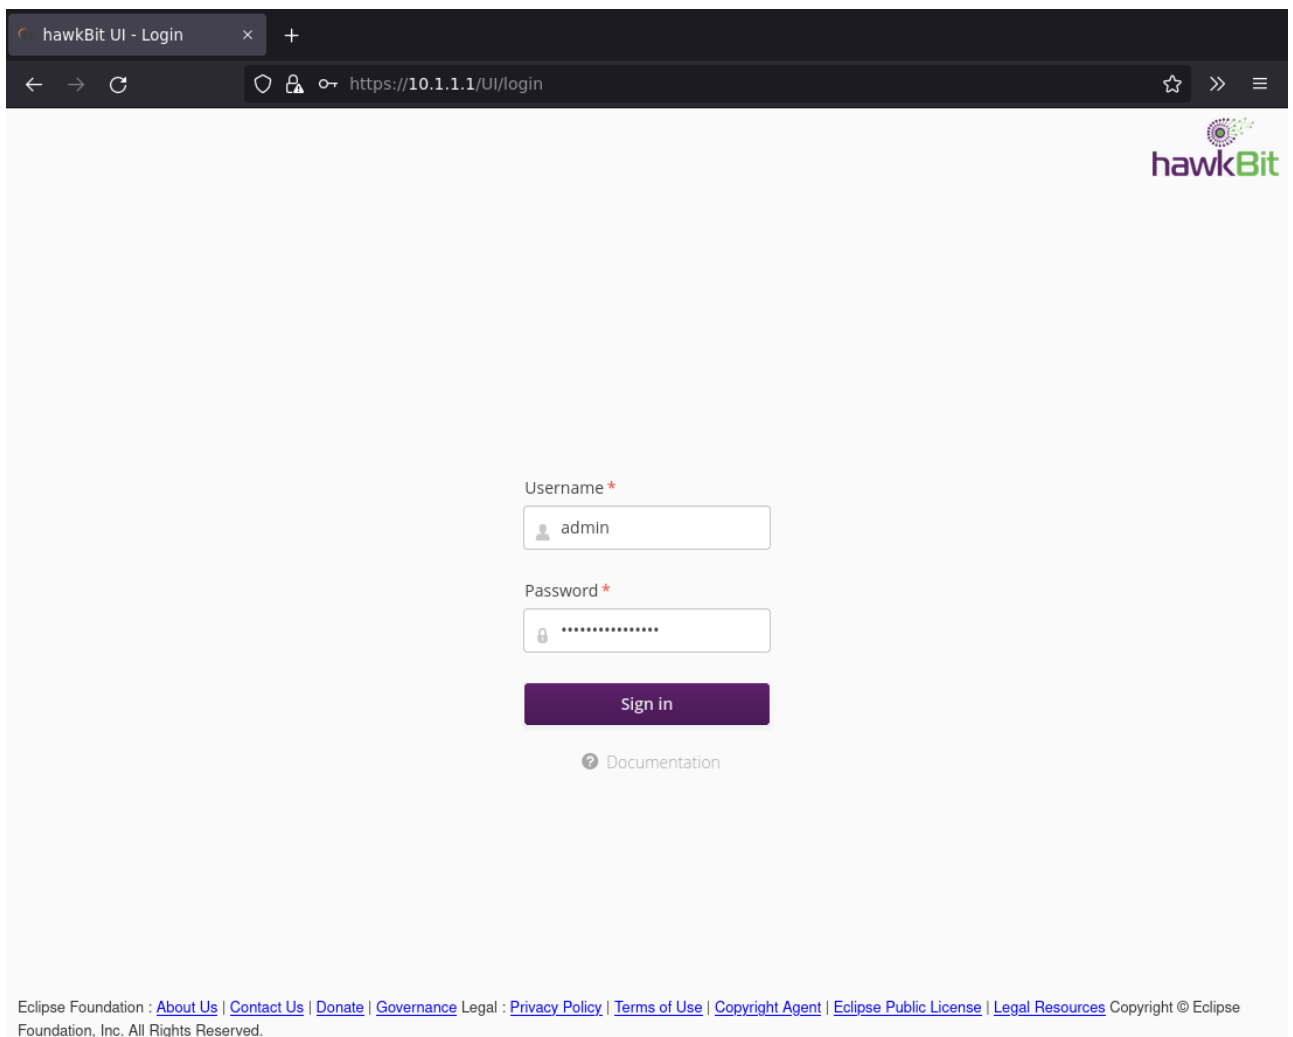 hawkBit UI - Login
https://10.1.1.1/UI/login
hawkBit
Username *
admin
Password *
••••••••••••••••
Sign in
Documentation
Eclipse Foundation : About Us | Contact Us | Donate | Governance Legal : Privacy Policy | Terms of Use | Copyright Agent | Eclipse Public License | Legal Resources Copyright © Eclipse
Foundation, Inc. All Rights Reserved.